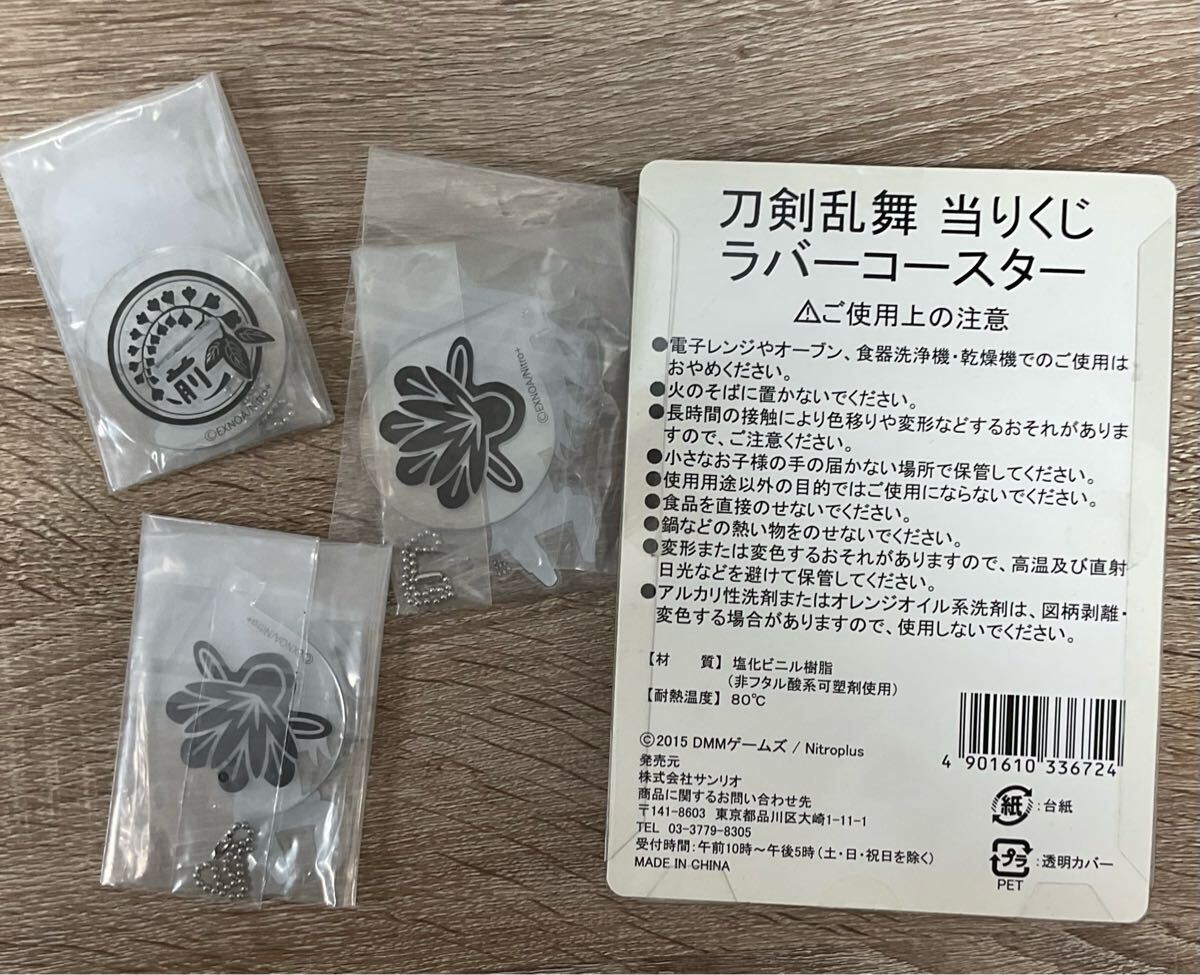 刀剣乱舞 当りくじ
ラバーコースター
⚠ご使用上の注意
●電子レンジやオーブン、食器洗浄機・乾燥機でのご使用は
おやめください。
●火のそばに置かないでください。
●長時間の接触により色移りや変形などするおそれがありま
すので、ご注意ください。
●小さなお子様の手の届かない場所で保管してください。
●使用用途以外の目的ではご使用にならないでください。
●食品を直接のせないでください。
●鍋などの熱い物をのせないでください。
●変形または変色するおそれがありますので、高温及び直射
日光などを避けて保管してください。
●アルカリ性洗剤またはオレンジオイル系洗剤は、図柄剥離・
変色する場合がありますので、使用しないでください。
【材　質】塩化ビニル樹脂
(非フタル酸系可塑剤使用)
【耐熱温度】80℃
©2015 DMMゲームズ / Nitroplus
発売元
株式会社サンリオ
商品に関するお問い合わせ先
〒141-8603 東京都品川区大崎1-11-1
TEL 03-3779-8305
受付時間：午前10時～午後5時(土・日・祝日を除く)
MADE IN CHINA
4 901610 336724
紙：台紙
プラ：透明カバー
PET
前
©EXNOA/Nitro+
©EXNOA/Nitro+
©EXNOA/Nitro+